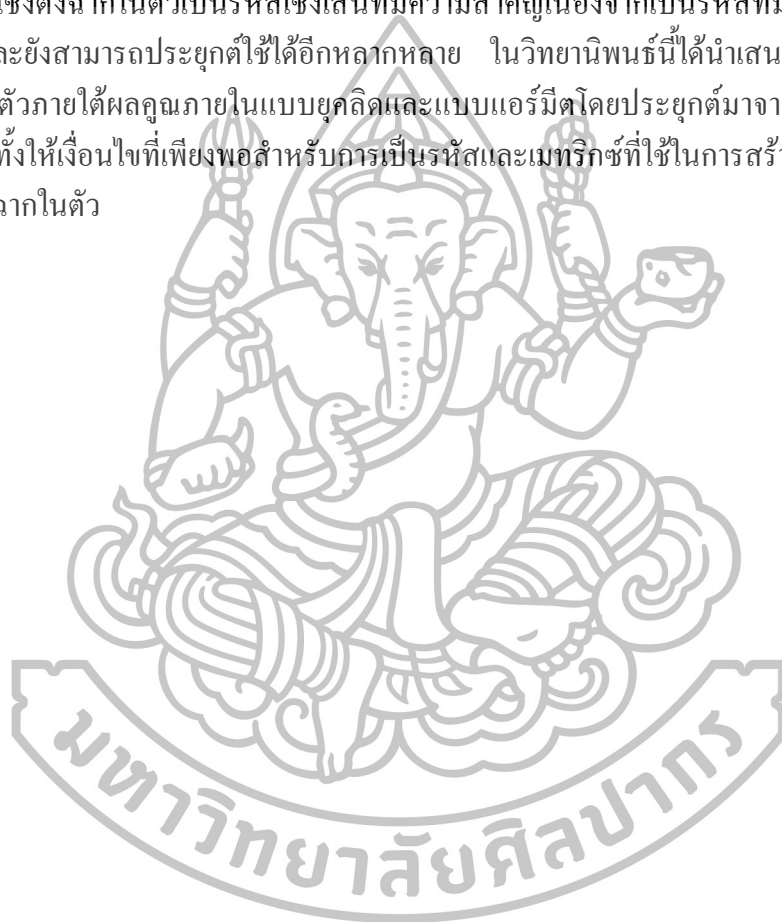 เชิงตั้งฉากในตัวเป็นรหัสเชิงเส้นที่มีความสำคัญเนื่องจากเป็นรหัสที่มี
ละยังสามารถประยุกต์ใช้ได้อีกหลากหลาย ในวิทยานิพนธ์นี้ได้นำเสน
ตัวภายใต้ผลคูณภายในแบบยุคลิดและแบบแอร์มีตโดยประยุกต์มาจา
ทั้งให้เงื่อนไขที่เพียงพอสำหรับการเป็นรหัสและเมทริกซ์ที่ใช้ในการสร้า
ฉากในตัว
มหาวิทยาลัยศิลปากร